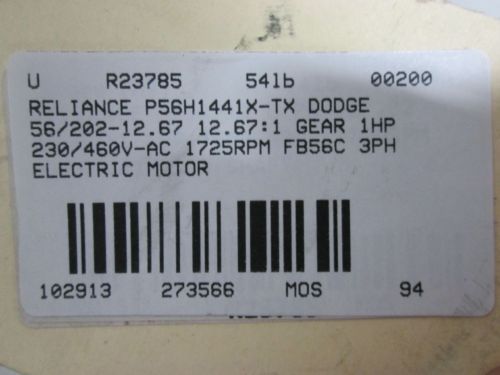 U R23785 54lb 00200
RELIANCE P56H1441X-TX DODGE
56/202-12.67 12.67:1 GEAR 1HP
230/460V-AC 1725RPM FB56C 3PH
ELECTRIC MOTOR
102913 273566 MOS 94